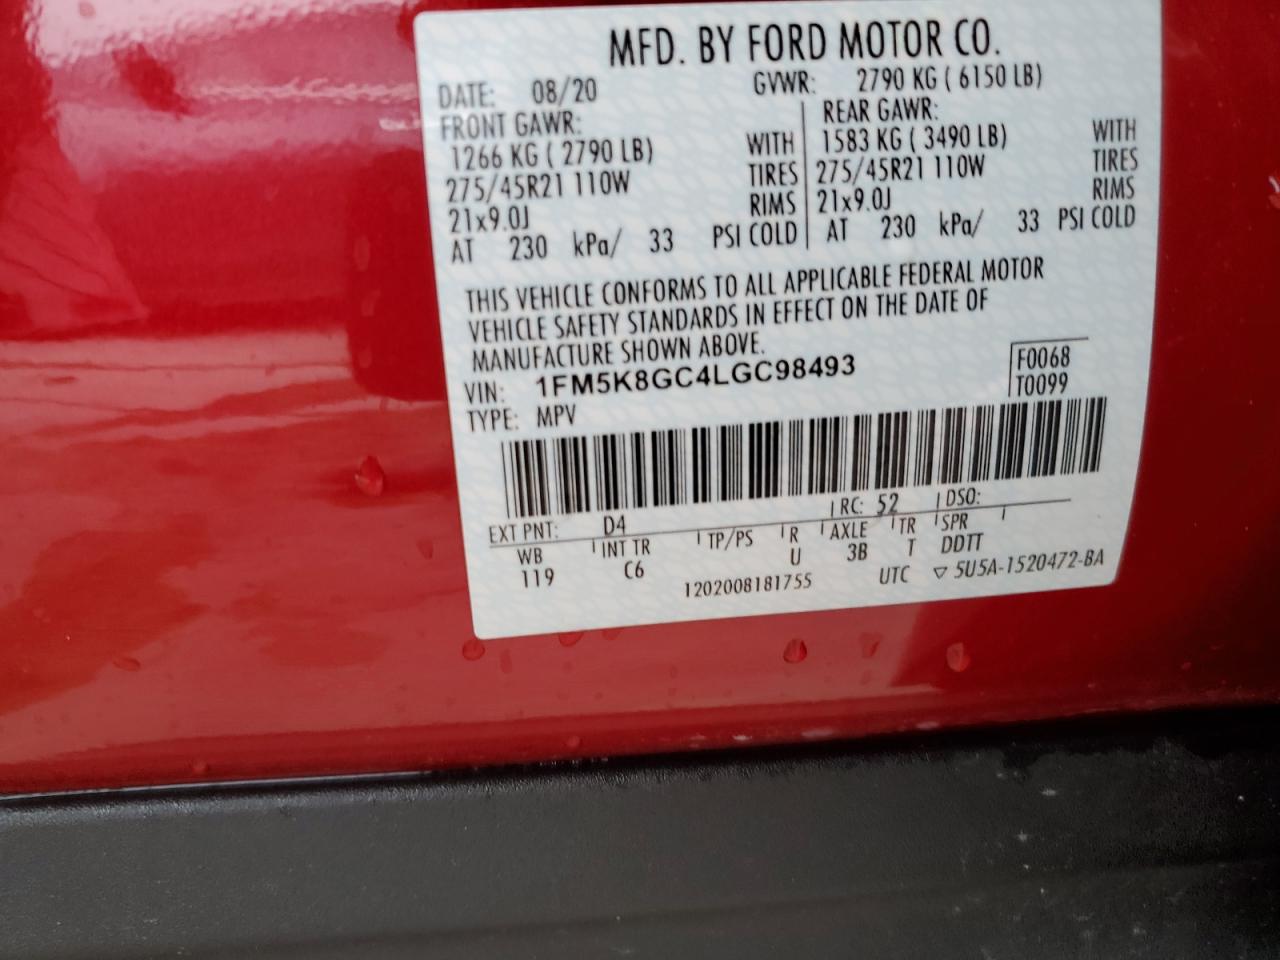 MFD. BY FORD MOTOR CO.
DATE: 08/20 GVWR: 2790 KG ( 6150 LB)
FRONT GAWR: REAR GAWR:
1266 KG ( 2790 LB) WITH 1583 KG ( 3490 LB) WITH
275/45R21 110W TIRES 275/45R21 110W TIRES
21x9.0J RIMS 21x9.0J RIMS
AT 230 kPa/ 33 PSI COLD AT 230 kPa/ 33 PSI COLD
THIS VEHICLE CONFORMS TO ALL APPLICABLE FEDERAL MOTOR
VEHICLE SAFETY STANDARDS IN EFFECT ON THE DATE OF
MANUFACTURE SHOWN ABOVE.
VIN: 1FM5K8GC4LGC98493 F0068
TYPE: MPV T0099
EXT PNT: D4 RC: 52 DSO:
WB INT TR TP/PS R AXLE TR SPR
119 C6 U 3B T DDTT
1202008181755 UTC ▽ 5U5A-1520472-BA